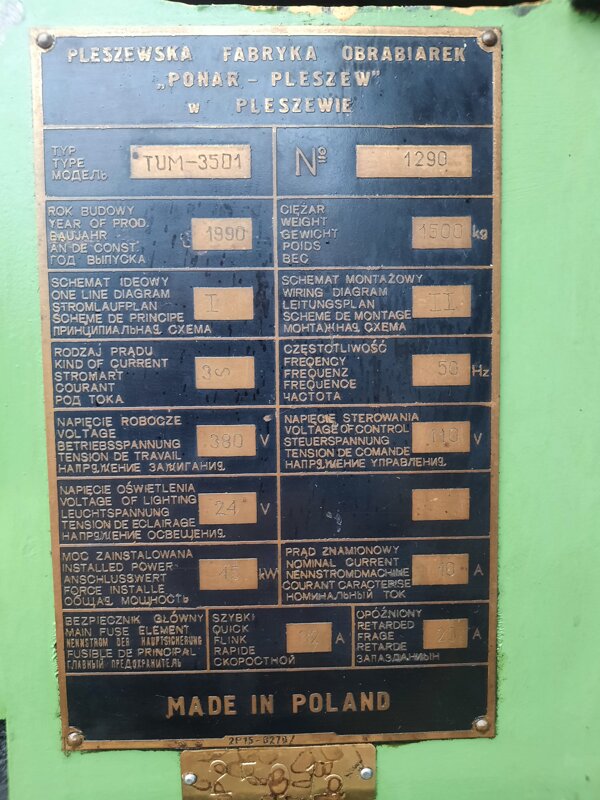 PLESZEWSKA FABRYKA OBRABIAREK
„PONAR - PLESZEW"
w PLESZEWIE
TYP
TYPE
МОДЕЛЬ
TUM-3501
Nº
1290
ROK BUDOWY
YEAR OF PROD.
BAUJAHR
AN DE CONST.
ГОД ВЫПУСКА
1990
CIĘŻAR
WEIGHT
GEWICHT
POIDS
ВЕС
1500 kg
SCHEMAT IDEOWY
ONE LINE DIAGRAM
STROMLAUFPLAN
SCHEME DE PRINCIPE
ПРИНЦИПИАЛЬНАЯ СХЕМА
I
SCHEMAT MONTAŻOWY
WIRING DIAGRAM
LEITUNGSPLAN
SCHEME DE MONTAGE
МОНТАЖНАЯ СХЕМА
II
RODZAJ PRĄDU
KIND OF CURRENT
STROMART
COURANT
РОД ТОКА
CZĘSTOTLIWOŚĆ
FREQENCY
FREQUENZ
FREQUENCE
ЧАСТОТА
50 Hz
NAPIĘCIE ROBOCZE
VOLTAGE
BETRIEBSSPANNUNG
TENSION DE TRAVAIL
НАПРЯЖЕНИЕ ЗАЖИГАНИЯ
380 V
NAPIĘCIE STEROWANIA
VOLTAGE OF CONTROL
STEUERSPANNUNG
TENSION DE COMANDE
НАПРЯЖЕНИЕ УПРАВЛЕНИЯ
110 V
NAPIĘCIE OŚWIETLENIA
VOLTAGE OF LIGHTING
LEUCHTSPANNUNG
TENSION DE ECLAIRAGE
НАПРЯЖЕНИЕ ОСВЕЩЕНИЯ
24 V
MOC ZAINSTALOWANA
INSTALLED POWER
ANSCHLUSSWERT
FORCE INSTALLE
ОБЩАЯ МОЩНОСТЬ
kW
PRĄD ZNAMIONOWY
NOMINAL CURRENT
NENNSTROMDMACHINE
COURANT CARACTERISE
НОМИНАЛЬНЫЙ ТОК
10 A
BEZPIECZNIK GŁÓWNY
MAIN FUSE ELEMENT
NENNSTROM DER HAUPTSICHERUNG
FUSIBLE DE PRINCIPAL
ГЛАВНЫЙ ПРЕДОХРАНИТЕЛЬ
SZYBKI
QUICK
FLINK
RAPIDE
СКОРОСТНОЙ
A
OPÓŹNIONY
RETARDED
FRAGE
RETARDE
ЗАПАЗДАННЫН
A
MADE IN POLAND